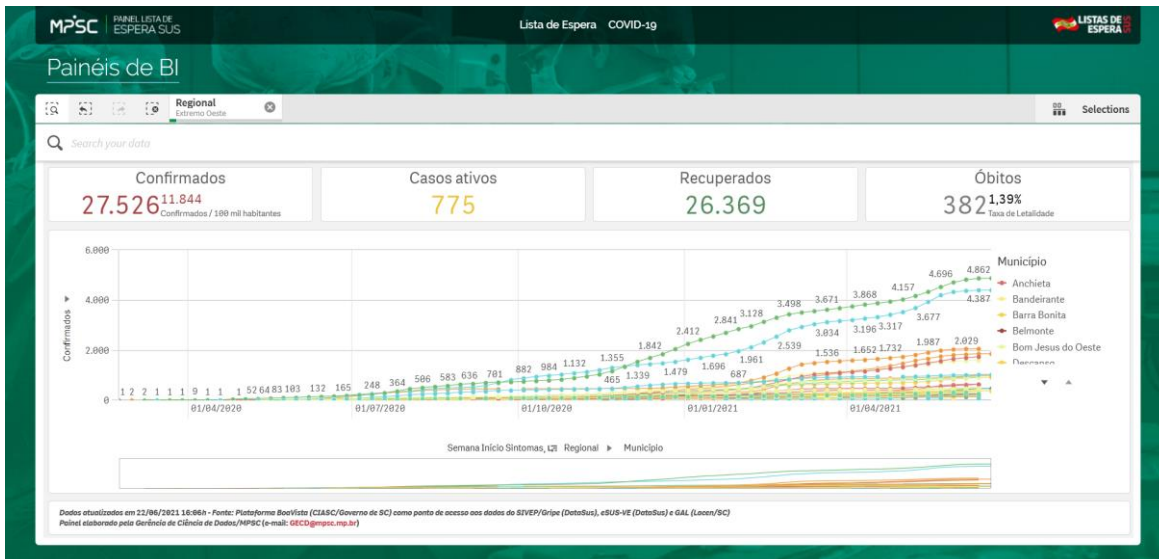 MPSC PAINEL LISTA DE
ESPERA SUS
Lista de Espera COVID-19
LISTAS DE
ESPERA SUS
Painéis de BI
Regional
Extremo Oeste
Selections
Search your data
Confirmados
27.526 11.844
Confirmados / 100 mil habitantes
Casos ativos
775
Recuperados
26.369
Óbitos
382 1,39%
Taxa de Letalidade
6.000
4.000
2.000
0
Confirmados
1 2 2 1 1 1 9 1 1 1 52 64 83 103 132 165 248 364 506 583 636 701 882 984 1.132 1.355 1.842 2.412 2.841 3.128 3.498 3.671 3.868 4.157 4.696 4.862
465 1.339 1.479 1.696 1.961 2.539 3.034 3.196 3.317 3.677 4.387
687 1.536 1.652 1.732 1.987 2.029
01/04/2020 01/07/2020 01/10/2020 01/01/2021 01/04/2021
Semana Início Sintomas, Regional Município
Município
Anchieta
Bandeirante
Barra Bonita
Belmonte
Bom Jesus do Oeste
Descanso
Dados atualizados em 22/06/2021 16:06h - Fonte: Plataforma BoaVista (CIASC/Governo de SC) como ponto de acesso aos dados do SIVEP/Gripe (DataSus), eSUS-VE (DataSus) e GAL (Lacen/SC)
Painel elaborado pela Gerência de Ciência de Dados/MPSC (e-mail: GECD@mpsc.mp.br)